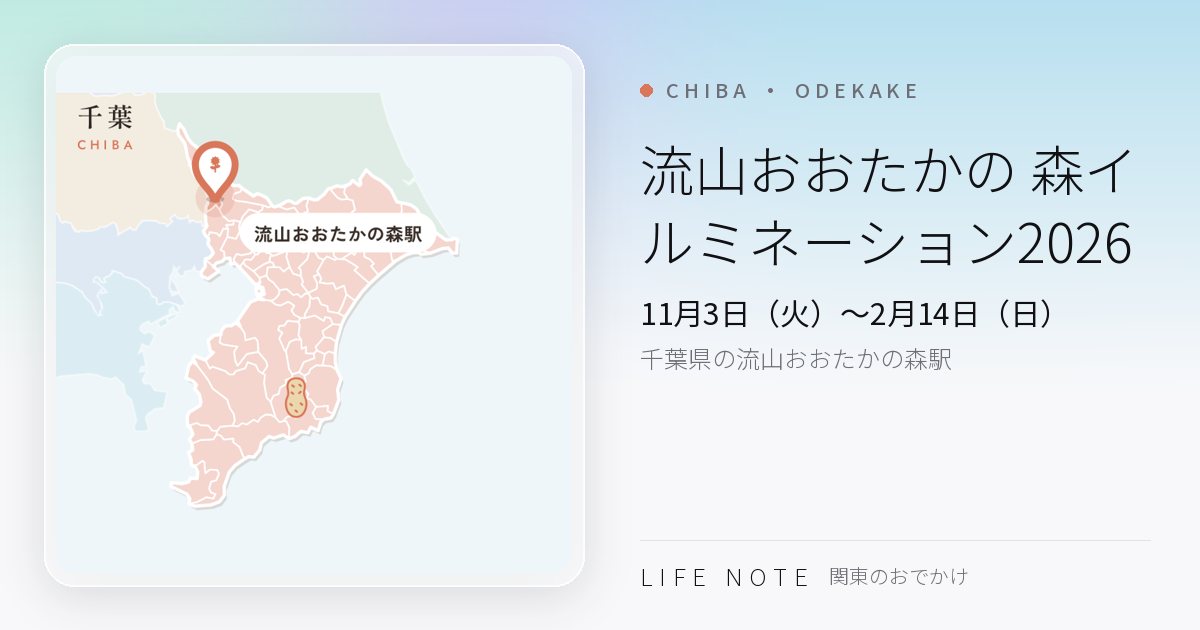 千葉
CHIBA
流山おおたかの森駅
CHIBA • ODEKAKE
流山おおたかの 森イ
ルミネーション2026
11月3日（火）〜2月14日（日）
千葉県の流山おおたかの森駅
LIFE NOTE 関東のおでかけ